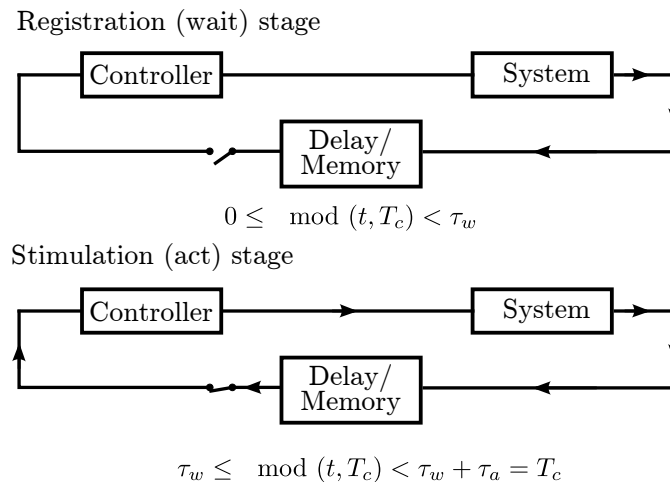 Registration (wait) stage
Controller
System
Delay/
Memory
0 ≤ mod (t, T_c) < τ_w
Stimulation (act) stage
Controller
System
Delay/
Memory
τ_w ≤ mod (t, T_c) < τ_w + τ_a = T_c